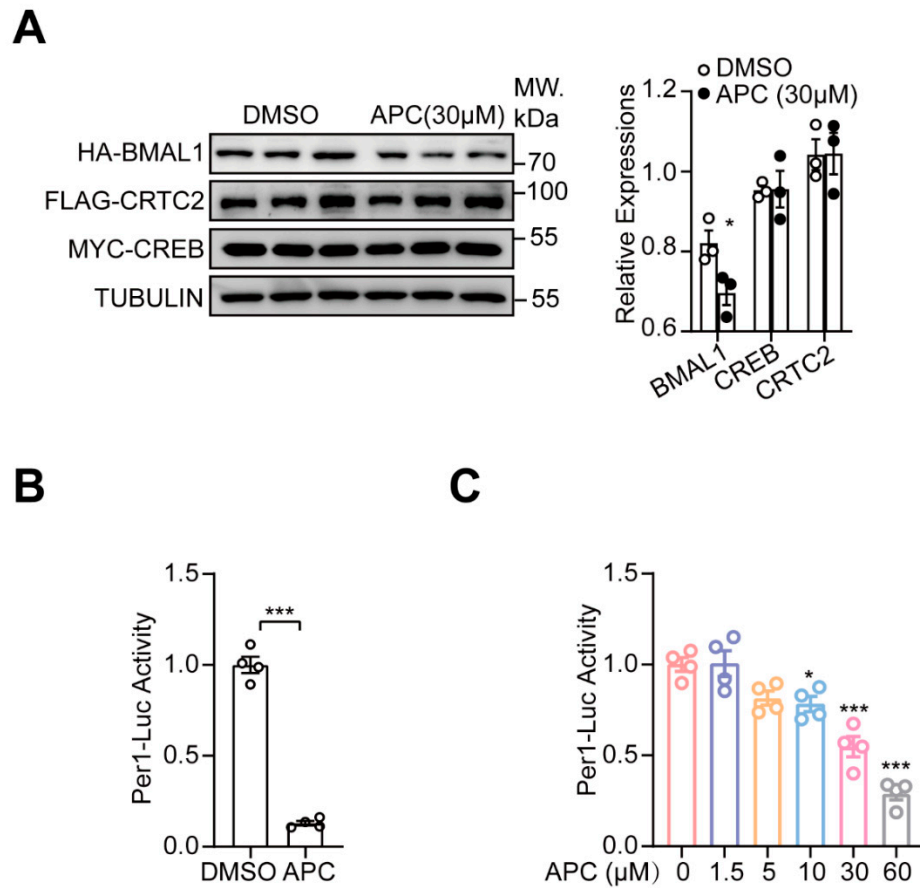 A
DMSO APC(30μM) MW. kDa
HA-BMAL1 -70
FLAG-CRTC2 -100
MYC-CREB -55
TUBULIN -55
DMSO
APC (30μM)
Relative Expressions
1.2
1.0
0.8
0.6
*
BMAL1 CREB CRTC2
B
Per1-Luc Activity
1.5
1.0
0.5
0.0
***
DMSO APC
C
Per1-Luc Activity
1.5
1.0
0.5
0.0
*
***
***
APC (μM) 0 1.5 5 10 30 60